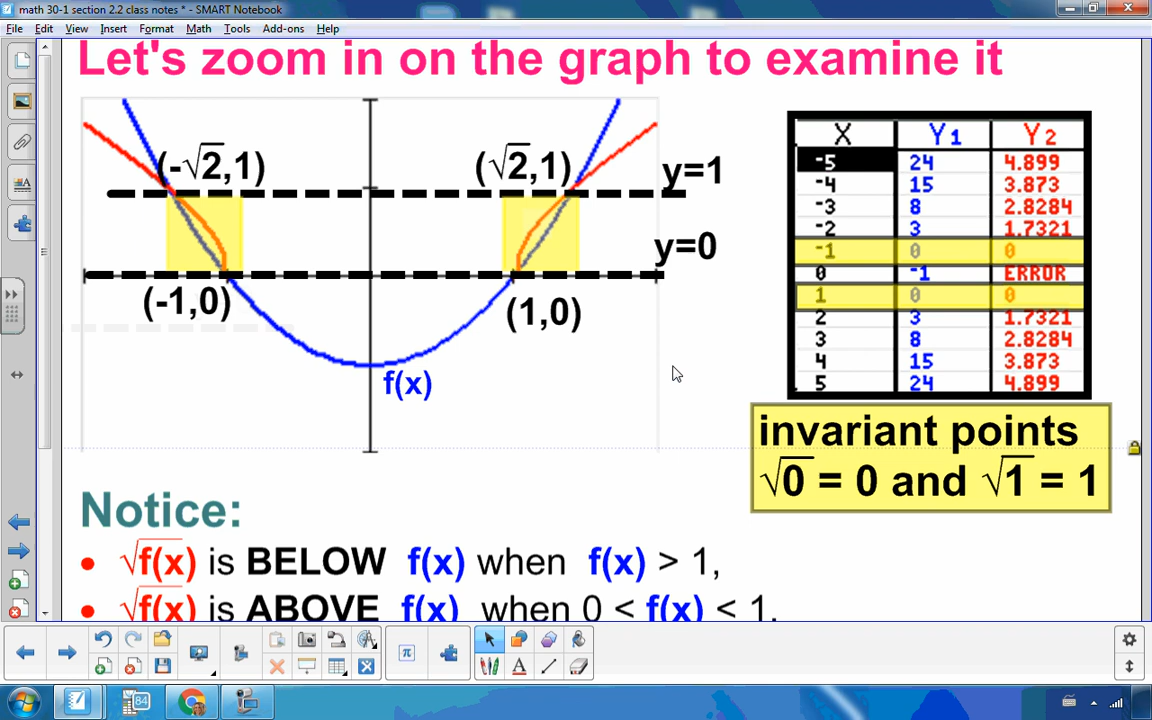 math 30-1 section 2.2 class notes * - SMART Notebook
File Edit View Insert Format Math Tools Add-ons Help
Let's zoom in on the graph to examine it
(-√2,1) (√2,1) y=1
y=0
(-1,0) (1,0)
f(x)
X Y1 Y2
-5 24 4.899
-4 15 3.873
-3 8 2.8284
-2 3 1.7321
-1 0 0
0 -1 ERROR
1 0 0
2 3 1.7321
3 8 2.8284
4 15 3.873
5 24 4.899
invariant points
√0 = 0 and √1 = 1
Notice:
• √f(x) is BELOW f(x) when f(x) > 1,
• √f(x) is ABOVE f(x) when 0 < f(x) < 1.
π
A
84